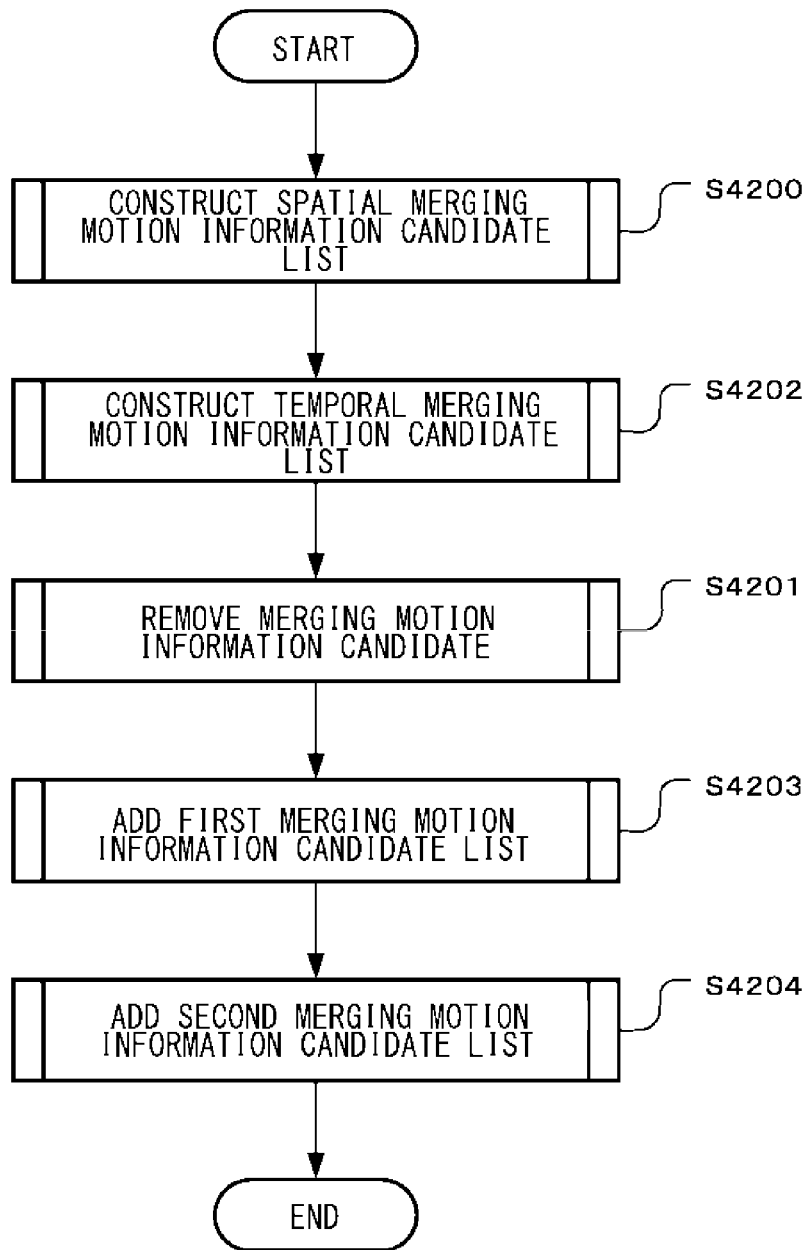 START
CONSTRUCT SPATIAL MERGING
MOTION INFORMATION CANDIDATE
LIST
S4200
CONSTRUCT TEMPORAL MERGING
MOTION INFORMATION CANDIDATE
LIST
S4202
REMOVE MERGING MOTION
INFORMATION CANDIDATE
S4201
ADD FIRST MERGING MOTION
INFORMATION CANDIDATE LIST
S4203
ADD SECOND MERGING MOTION
INFORMATION CANDIDATE LIST
S4204
END